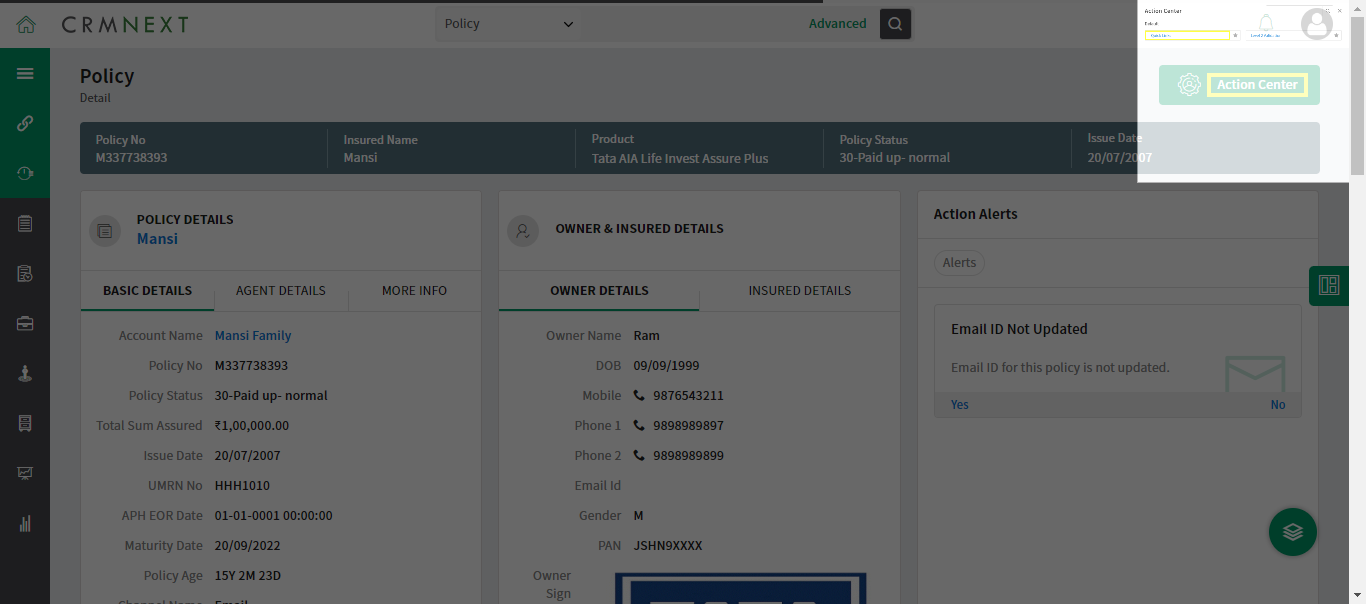 CRMNEXT
Policy
Advanced
Action Center
Default
Action Center
Policy
Detail
Policy No
M337738393
Insured Name
Mansi
Product
Tata AIA Life Invest Assure Plus
Policy Status
30-Paid up- normal
Issue Date
20/07/2007
POLICY DETAILS
Mansi
BASIC DETAILS
AGENT DETAILS
MORE INFO
Account Name Mansi Family
Policy No M337738393
Policy Status 30-Paid up- normal
Total Sum Assured ₹1,00,000.00
Issue Date 20/07/2007
UMRN No HHH1010
APH EOR Date 01-01-0001 00:00:00
Maturity Date 20/09/2022
Policy Age 15Y 2M 23D
Channel Name Email
OWNER & INSURED DETAILS
OWNER DETAILS
INSURED DETAILS
Owner Name Ram
DOB 09/09/1999
Mobile 9876543211
Phone 1 9898989897
Phone 2 9898989899
Email Id
Gender M
PAN JSHN9XXXX
Owner
Sign
Action Alerts
Alerts
Email ID Not Updated
Email ID for this policy is not updated.
Yes
No